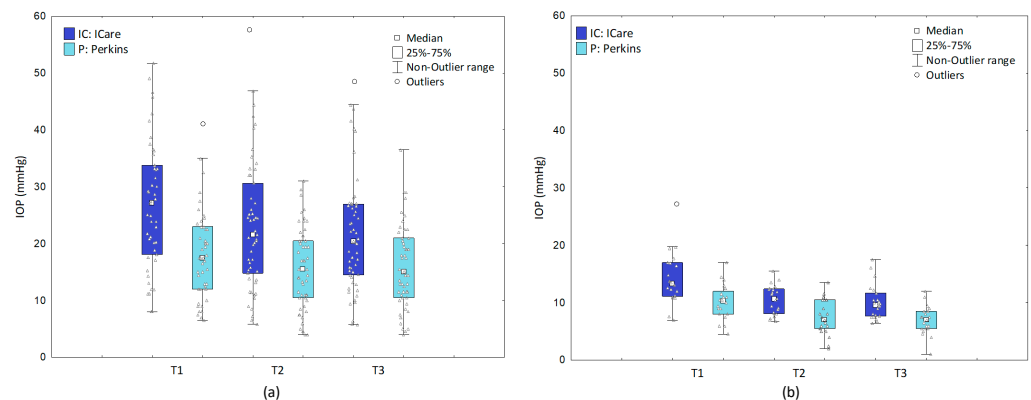 60
50
40
30
20
10
0
IOP (mmHg)
IC: ICare
P: Perkins
Median
25%-75%
Non-Outlier range
Outliers
T1
T2
T3
(a)
60
50
40
30
20
10
0
IOP (mmHg)
IC: ICare
P: Perkins
Median
25%-75%
Non-Outlier range
Outliers
T1
T2
T3
(b)